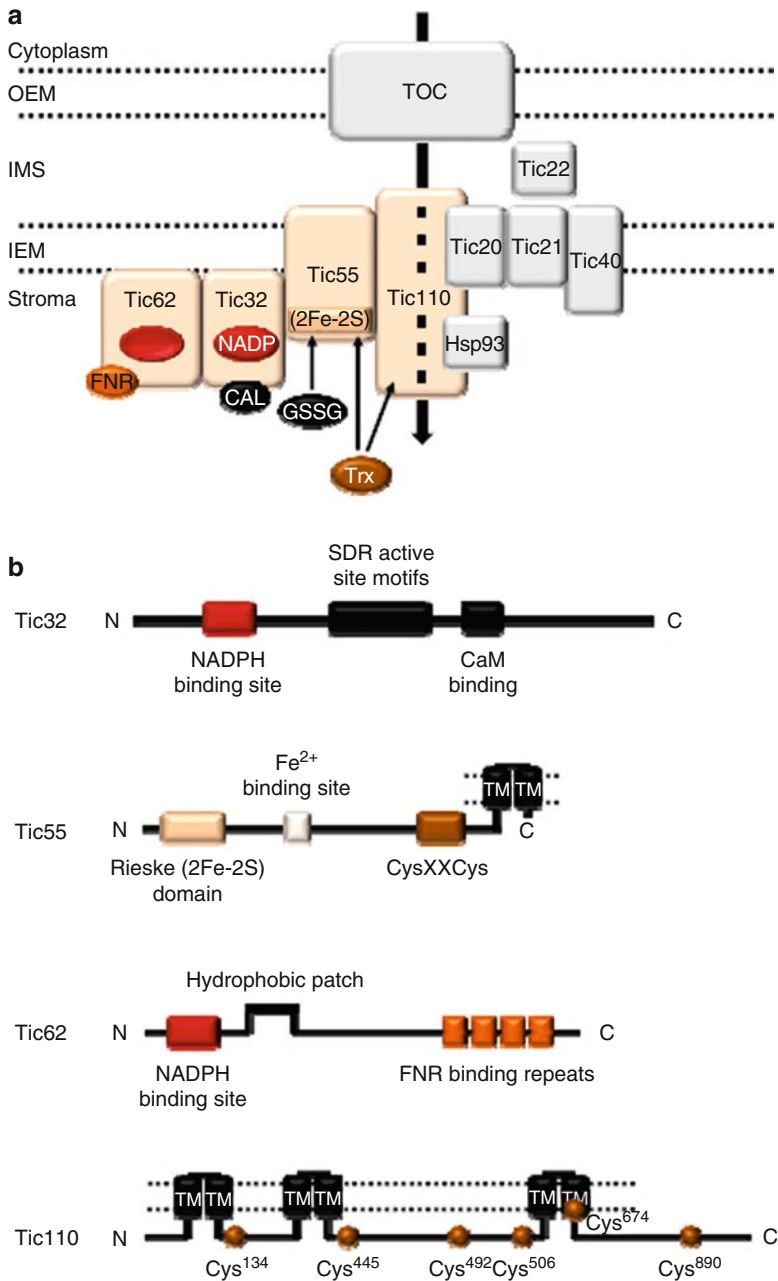 a
Cytoplasm
OEM
TOC
IMS
Tic22
IEM
Tic20
Tic21
Tic40
Tic55
Stroma
Tic62
Tic32
Tic110
(2Fe-2S)
NADP
Hsp93
FNR
CAL
GSSG
Trx
b
SDR active
site motifs
Tic32
N
C
NADPH
binding site
CaM
binding
Fe2+
binding site
TM
TM
Tic55
N
C
Rieske (2Fe-2S)
domain
CysXXCys
Hydrophobic patch
Tic62
N
C
NADPH
binding site
FNR binding repeats
TM
TM
TM
TM
TM
TM
Cys674
Tic110
N
C
Cys134
Cys445
Cys492
Cys506
Cys890